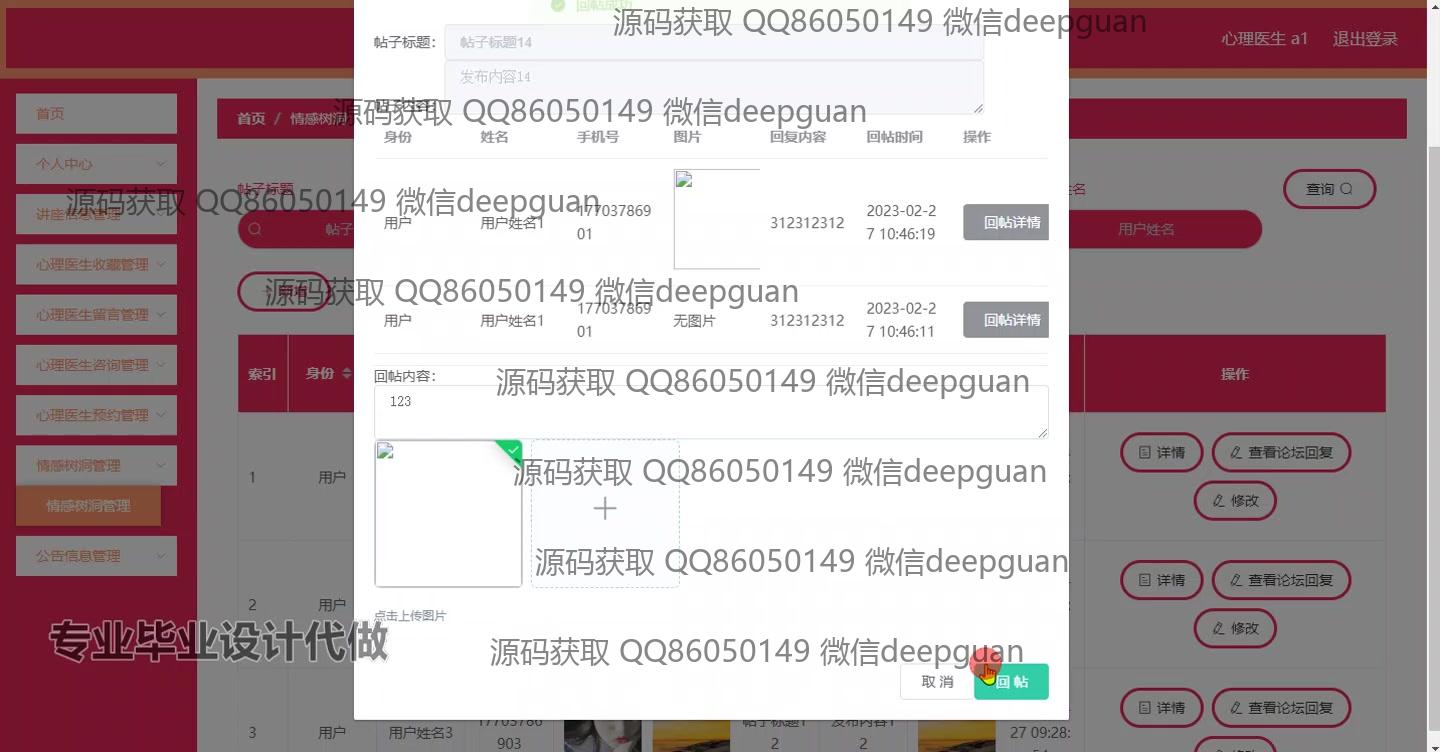 回帖成功
源码获取 QQ86050149 微信deepguan
帖子标题：
帖子标题14
心理医生 a1
退出登录
发布内容14
首页
首页 / 情感树洞
源码获取 QQ86050149 微信deepguan
身份
姓名
手机号
图片
回复内容
回帖时间
操作
个人中心
帖子标题
姓名
查询
源码获取 QQ86050149 微信deepguan
讲座信息管理
用户
用户姓名1
177037869
01
312312312
2023-02-2
7 10:46:19
回帖详情
帖子
用户姓名
心理医生收藏管理
源码获取 QQ86050149 微信deepguan
心理医生留言管理
用户
用户姓名1
177037869
01
无图片
312312312
2023-02-2
7 10:46:11
回帖详情
心理医生咨询管理
索引
身份
回帖内容：
源码获取 QQ86050149 微信deepguan
操作
123
心理医生预约管理
情感树洞管理
1
用户
源码获取 QQ86050149 微信deepguan
详情
查看论坛回复
修改
情感树洞管理
公告信息管理
源码获取 QQ86050149 微信deepguan
2
用户
详情
查看论坛回复
修改
点击上传图片
专业毕业设计代做
源码获取 QQ86050149 微信deepguan
取 消
回 帖
3
用户
用户姓名3
17703786
903
帖子标题1
2
发布内容1
2
27 09:28:
详情
查看论坛回复
修改